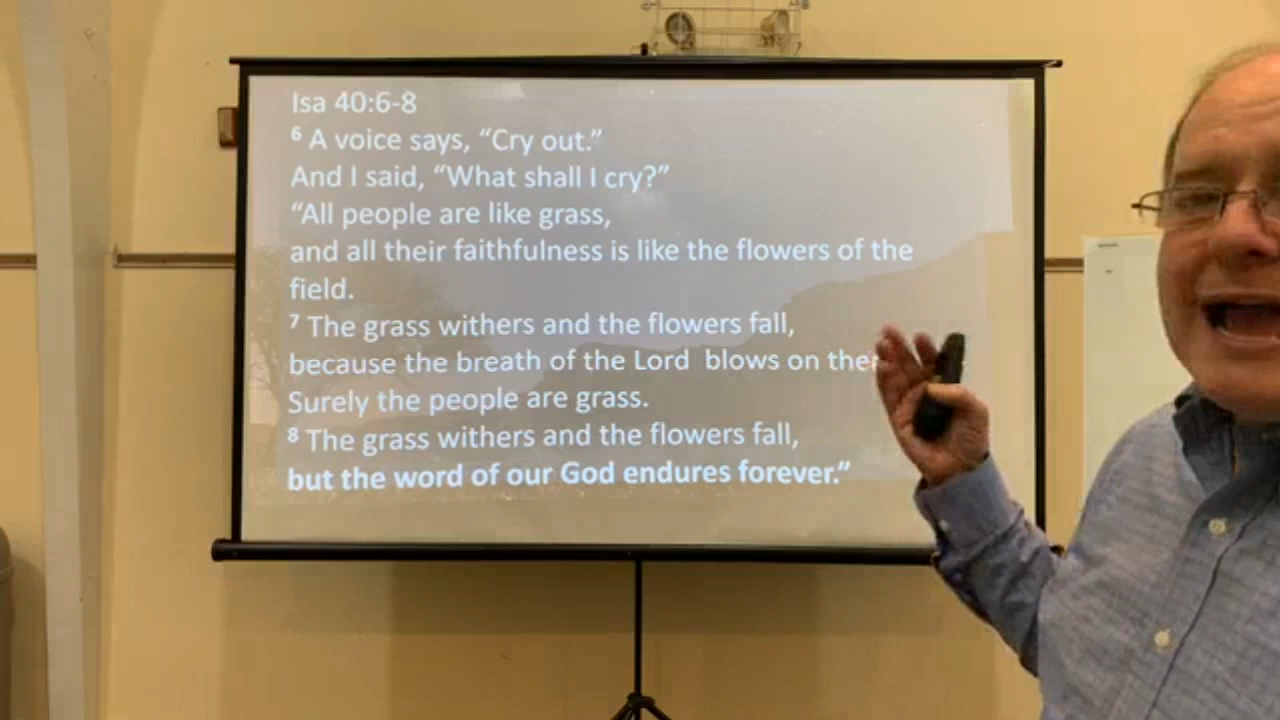 Isa 40:6-8
⁶ A voice says, “Cry out.”
And I said, “What shall I cry?”
“All people are like grass,
and all their faithfulness is like the flowers of the
field.
⁷ The grass withers and the flowers fall,
because the breath of the Lord blows on
Surely the people are grass.
⁸ The grass withers and the flowers fall,
but the word of our God endures forever.”